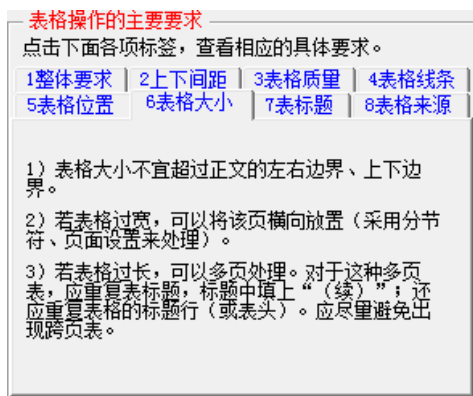 表格操作的主要要求
点击下面各项标签，查看相应的具体要求。
1整体要求 2上下间距 3表格质量 4表格线条
5表格位置 6表格大小 7表标题 8表格来源
1）表格大小不宜超过正文的左右边界、上下边
界。
2）若表格过宽，可以将该页横向放置（采用分节
符、页面设置来处理）。
3）若表格过长，可以多页处理。对于这种多页
表，应重复表标题，标题中填上“（续）”；还
应重复表格的标题行（或表头）。应尽量避免出
现跨页表。